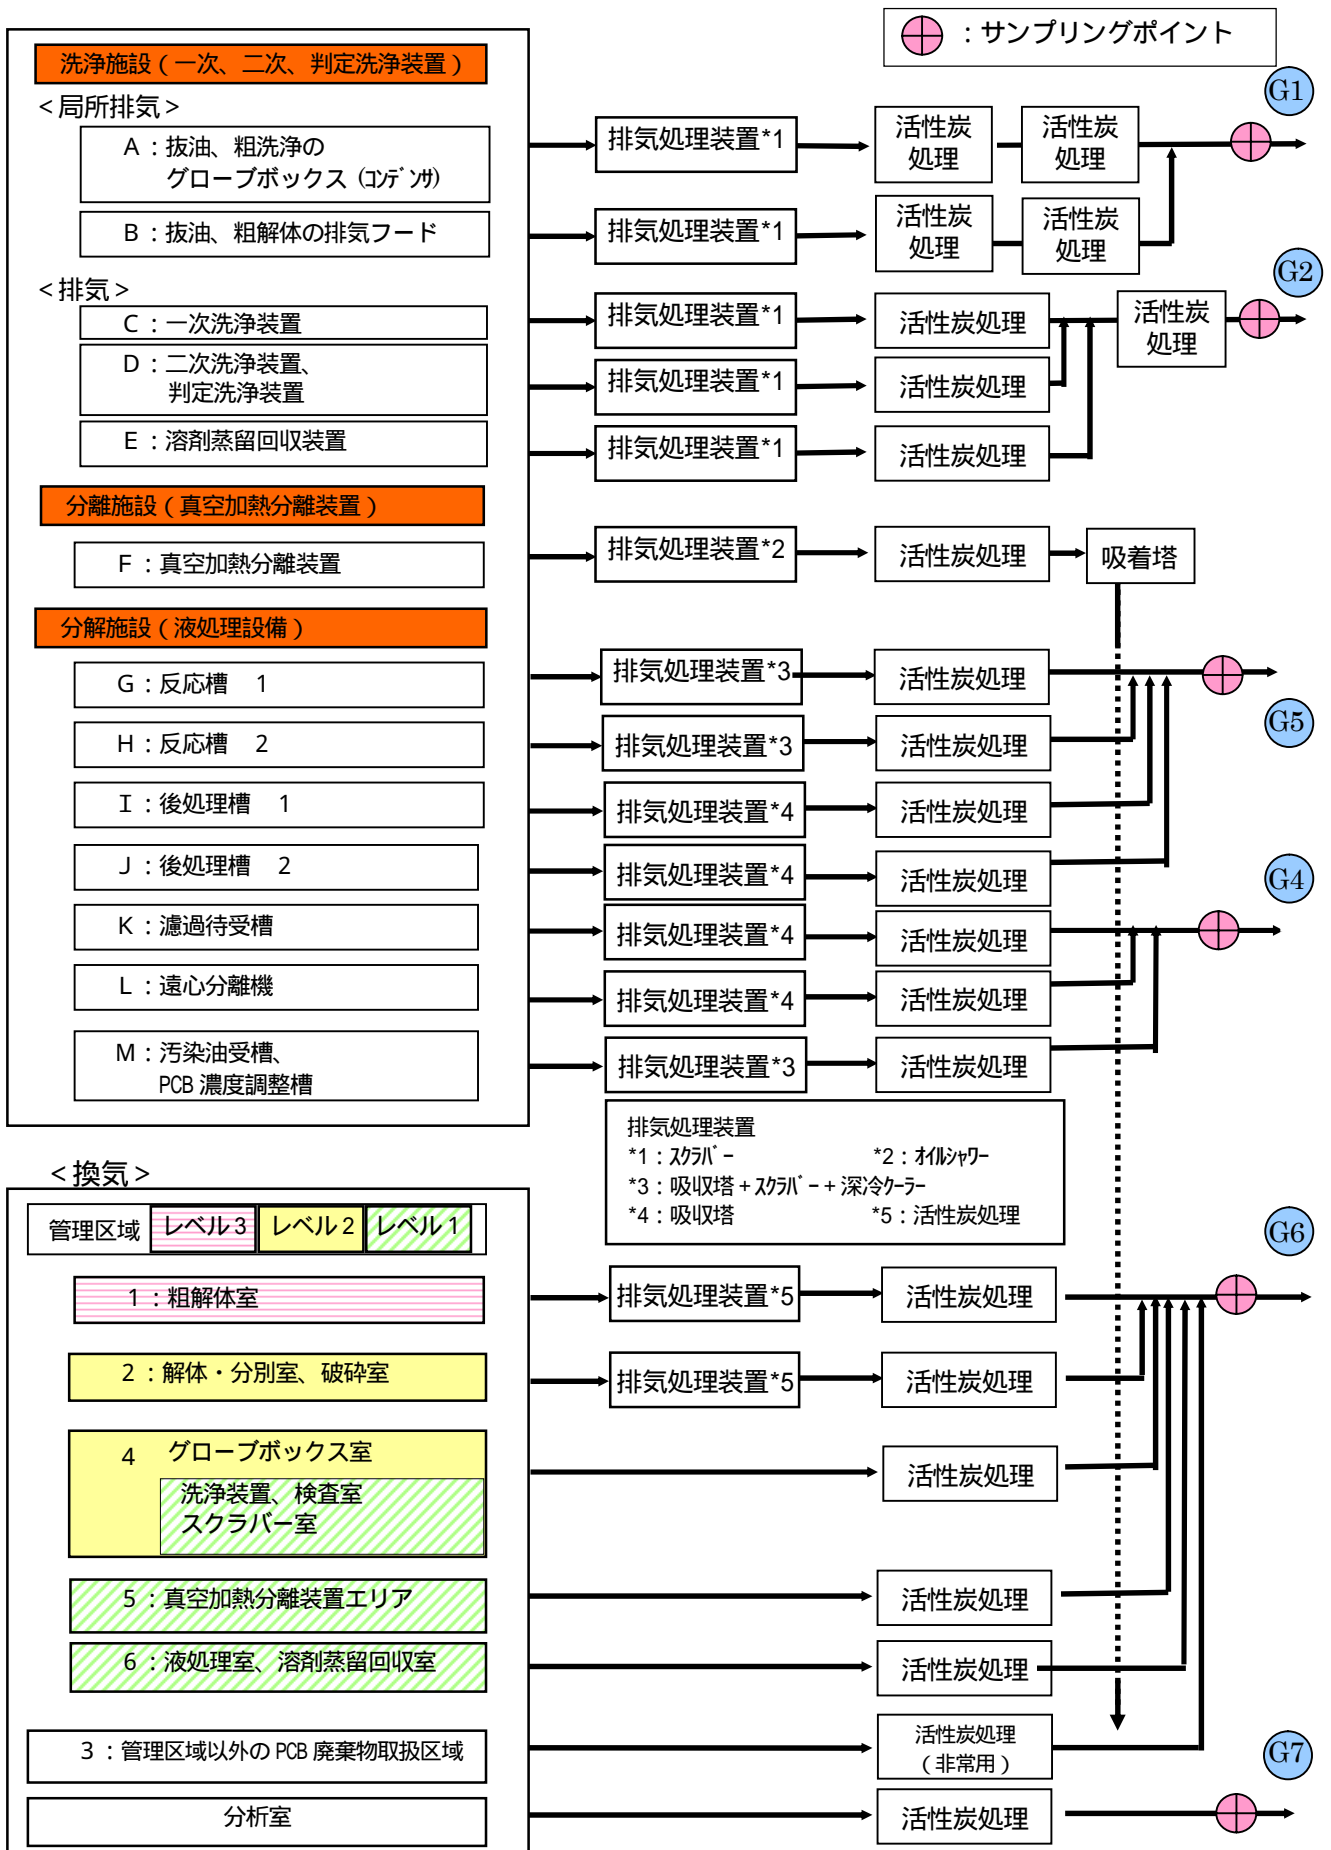 ：サンプリングポイント
洗浄施設（一次、二次、判定洗浄装置）
＜局所排気＞
A：抜油、粗洗浄の
グローブボックス（ｺﾝﾃﾞﾝｻ）
排気処理装置*1
活性炭
処理
活性炭
処理
G1
B：抜油、粗解体の排気フード
排気処理装置*1
活性炭
処理
活性炭
処理
＜排気＞
C：一次洗浄装置
排気処理装置*1
活性炭処理
活性炭
処理
G2
D：二次洗浄装置、
判定洗浄装置
排気処理装置*1
活性炭処理
E：溶剤蒸留回収装置
排気処理装置*1
活性炭処理
分離施設（真空加熱分離装置）
F：真空加熱分離装置
排気処理装置*2
活性炭処理
吸着塔
分解施設（液処理設備）
G：反応槽　1
排気処理装置*3
活性炭処理
G5
H：反応槽　2
排気処理装置*3
活性炭処理
I：後処理槽　1
排気処理装置*4
活性炭処理
J：後処理槽　2
排気処理装置*4
活性炭処理
G4
K：濾過待受槽
排気処理装置*4
活性炭処理
L：遠心分離機
排気処理装置*4
活性炭処理
M：汚染油受槽、
PCB濃度調整槽
排気処理装置*3
活性炭処理
排気処理装置
*1：ｽｸﾗﾊﾞｰ　*2：ｵｲﾙｼｬﾜｰ
*3：吸収塔＋ｽｸﾗﾊﾞｰ＋深冷ｸｰﾗｰ
*4：吸収塔　*5：活性炭処理
＜換気＞
管理区域　レベル3　レベル2　レベル1
1：粗解体室
排気処理装置*5
活性炭処理
G6
2：解体・分別室、破砕室
排気処理装置*5
活性炭処理
4　グローブボックス室
洗浄装置、検査室
スクラバー室
活性炭処理
5：真空加熱分離装置エリア
活性炭処理
6：液処理室、溶剤蒸留回収室
活性炭処理
3：管理区域以外のPCB廃棄物取扱区域
活性炭処理
（非常用）
G7
分析室
活性炭処理